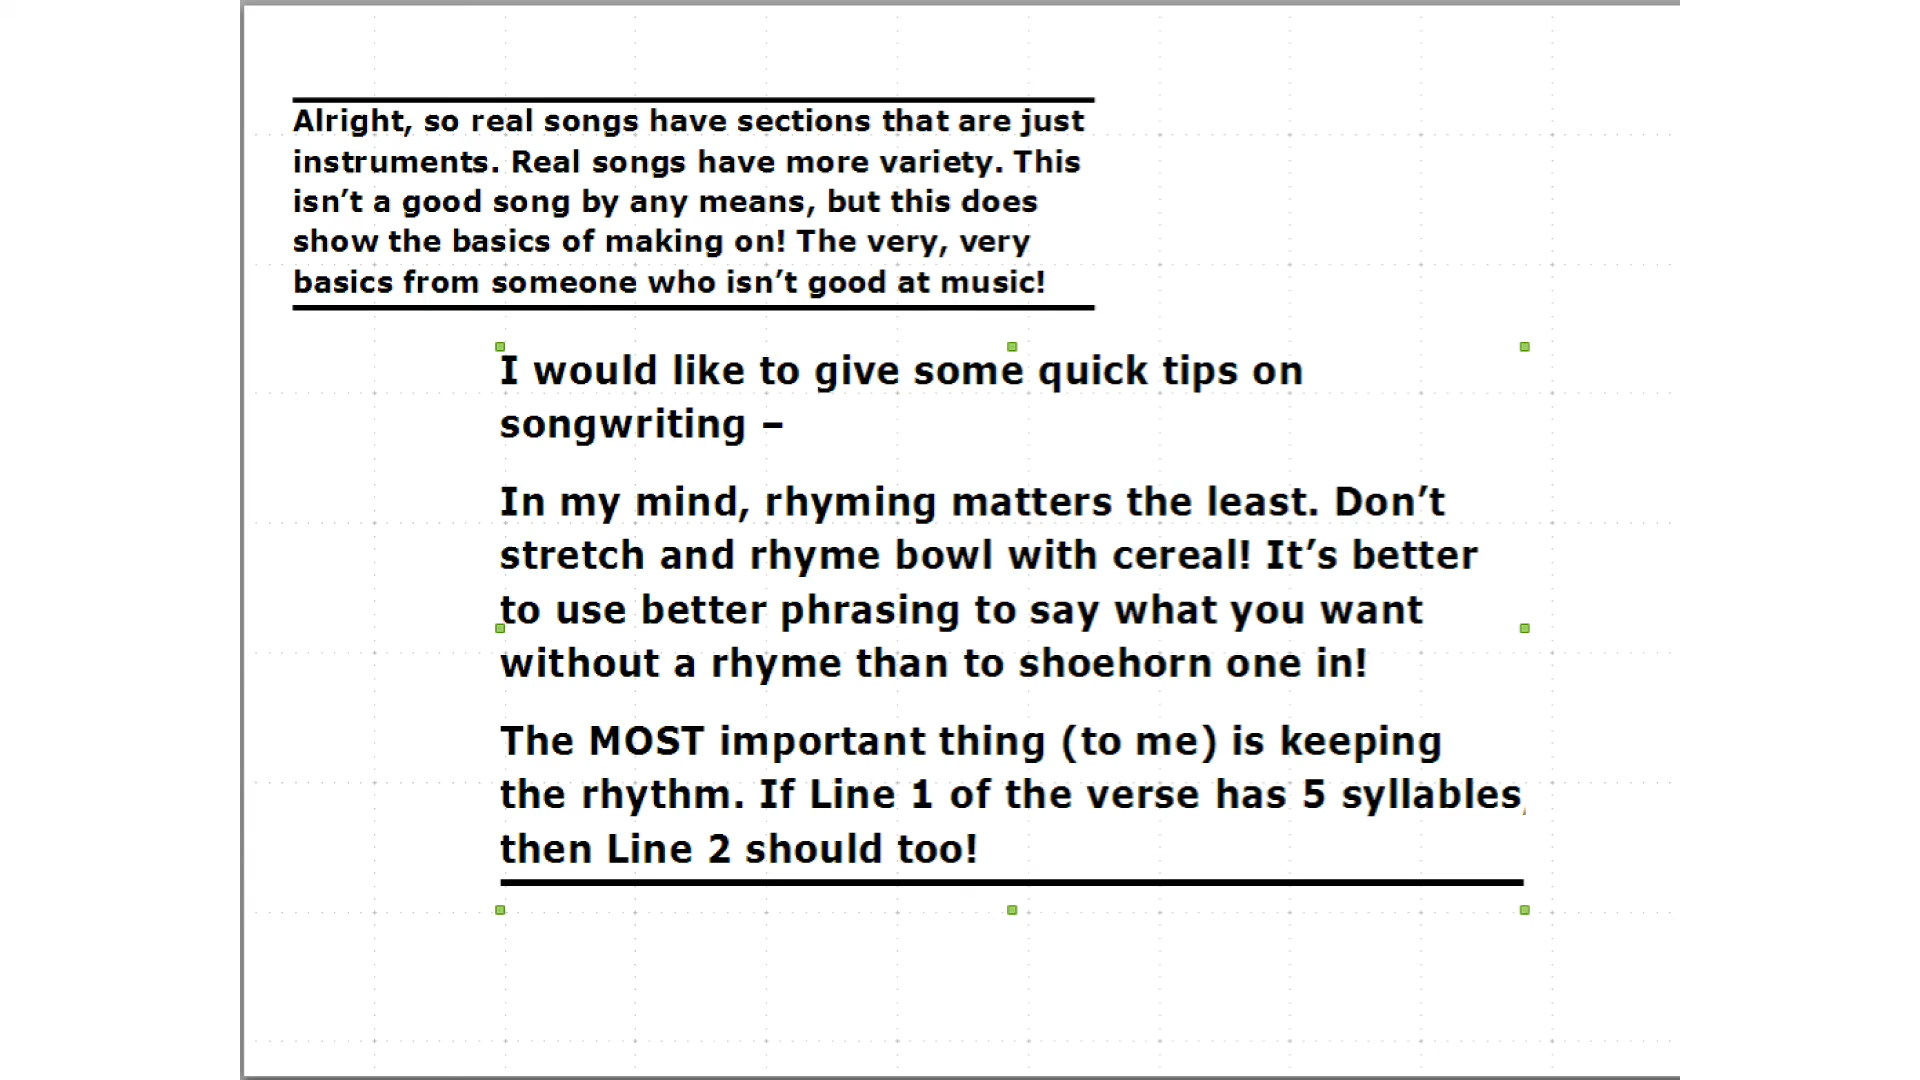 Alright, so real songs have sections that are just
instruments. Real songs have more variety. This
isn’t a good song by any means, but this does
show the basics of making on! The very, very
basics from someone who isn’t good at music!
I would like to give some quick tips on
songwriting –
In my mind, rhyming matters the least. Don’t
stretch and rhyme bowl with cereal! It’s better
to use better phrasing to say what you want
without a rhyme than to shoehorn one in!
The MOST important thing (to me) is keeping
the rhythm. If Line 1 of the verse has 5 syllables,
then Line 2 should too!